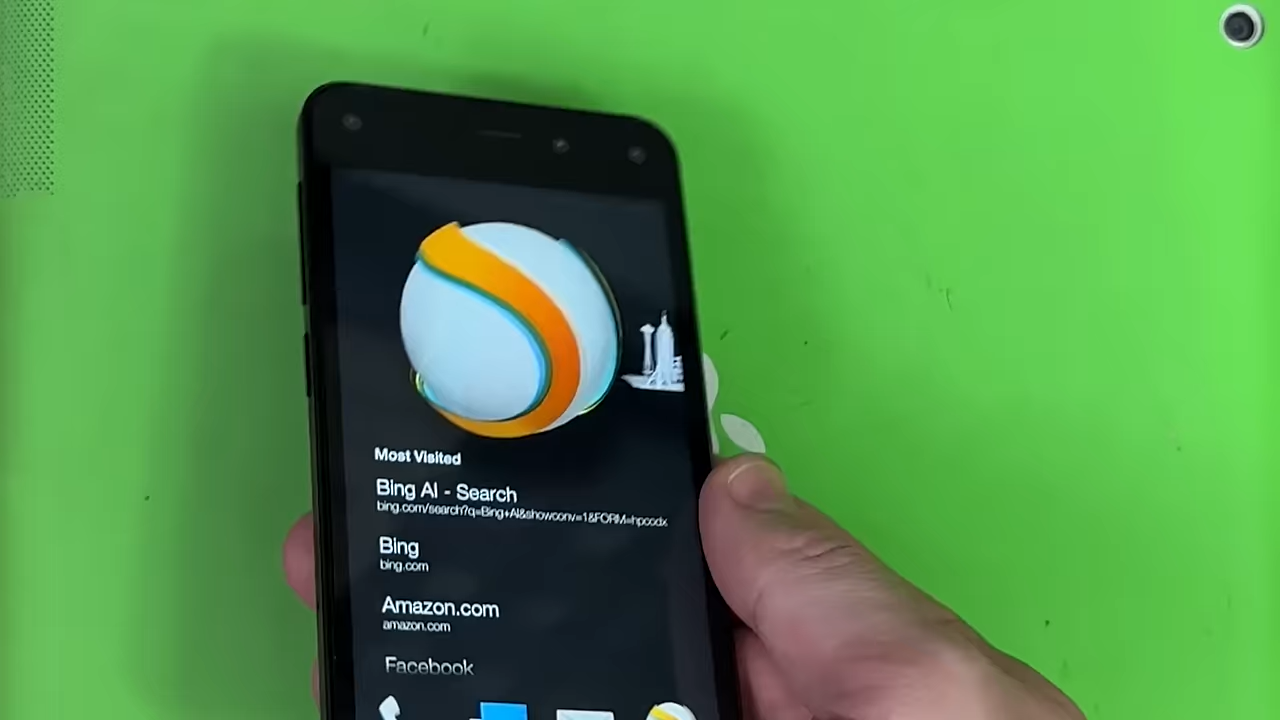 Most Visited
Bing AI - Search
bing.com/search?q=Bing+AI&showconv=1&FORM=hpcodx
Bing
bing.com
Amazon.com
amazon.com
Facebook